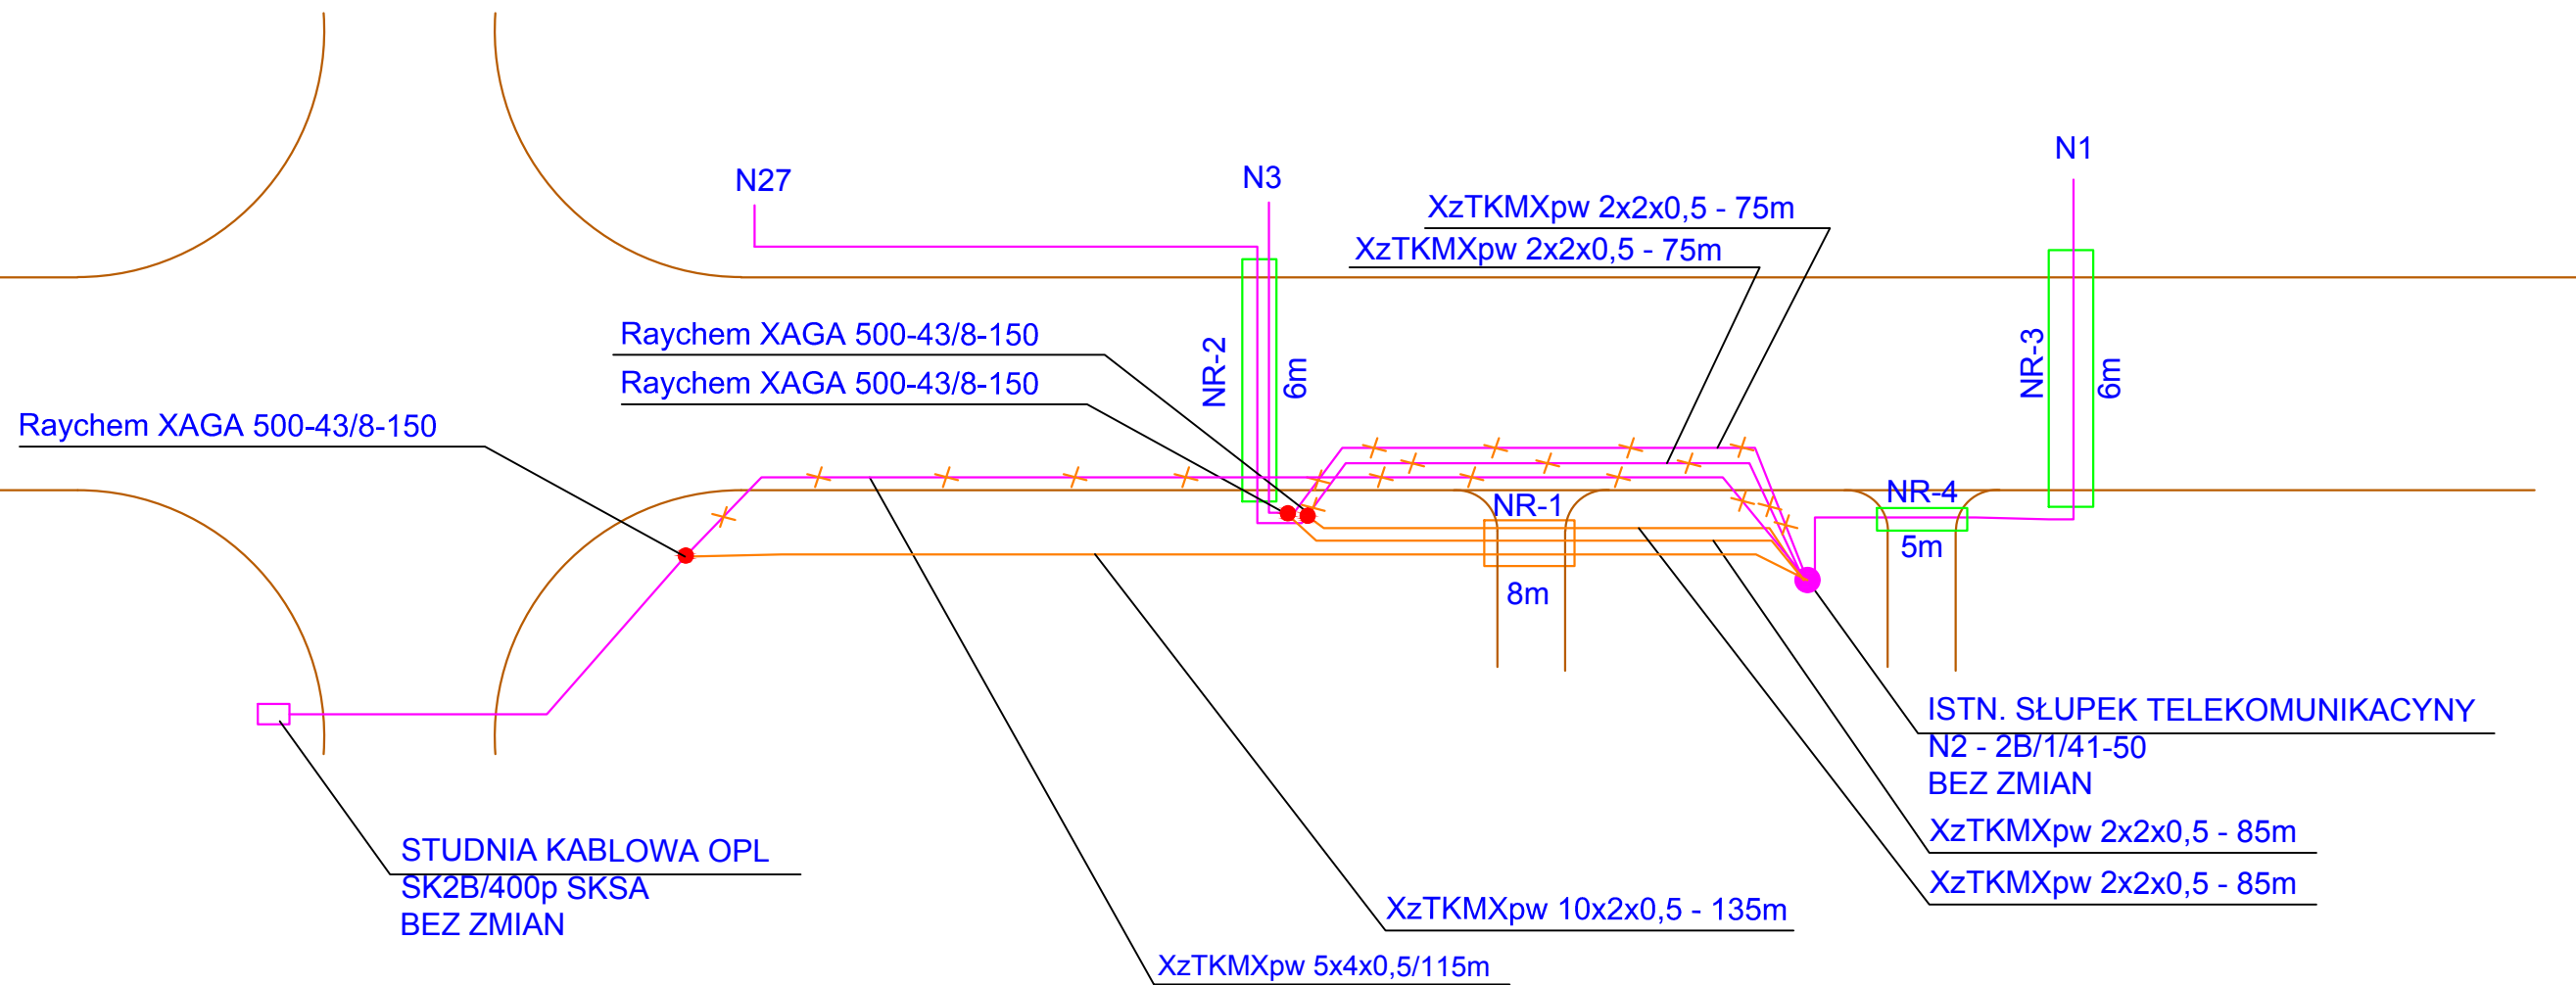 N1
N3
N27
XzTKMXpw 2x2x0,5 - 75m
XzTKMXpw 2x2x0,5 - 75m
Raychem XAGA 500-43/8-150
Raychem XAGA 500-43/8-150
Raychem XAGA 500-43/8-150
NR-2
6m
NR-3
6m
NR-1
8m
NR-4
5m
ISTN. SŁUPEK TELEKOMUNIKACYNY
N2 - 2B/1/41-50
BEZ ZMIAN
XzTKMXpw 2x2x0,5 - 85m
XzTKMXpw 2x2x0,5 - 85m
STUDNIA KABLOWA OPL
SK2B/400p SKSA
BEZ ZMIAN
XzTKMXpw 10x2x0,5 - 135m
XzTKMXpw 5x4x0,5/115m